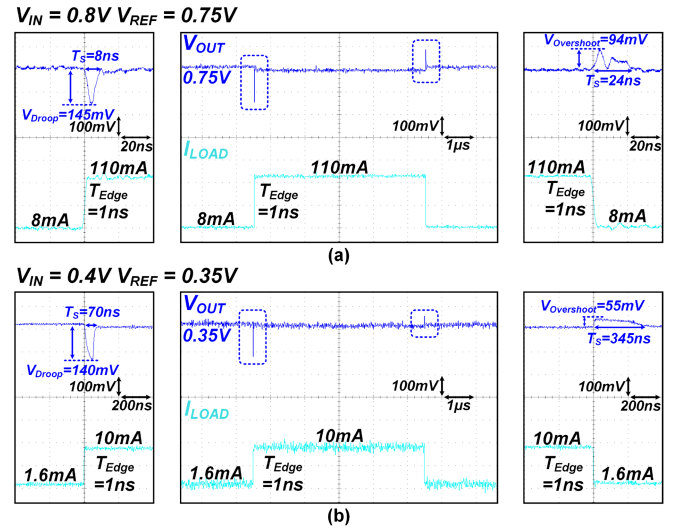 V_IN = 0.8V V_REF = 0.75V
T_S=8ns
V_Droop=145mV
100mV
20ns
110mA
8mA
T_Edge
=1ns
V_OUT
0.75V
100mV
1µs
I_LOAD
110mA
8mA
T_Edge
=1ns
V_Overshoot=94mV
T_S=24ns
100mV
20ns
110mA
T_Edge
=1ns
8mA
(a)
V_IN = 0.4V V_REF = 0.35V
T_S=70ns
V_Droop=140mV
100mV
200ns
10mA
1.6mA
T_Edge
=1ns
V_OUT
0.35V
100mV
1µs
I_LOAD
10mA
1.6mA
T_Edge
=1ns
V_Overshoot=55mV
T_S=345ns
100mV
200ns
10mA
T_Edge
=1ns
1.6mA
(b)